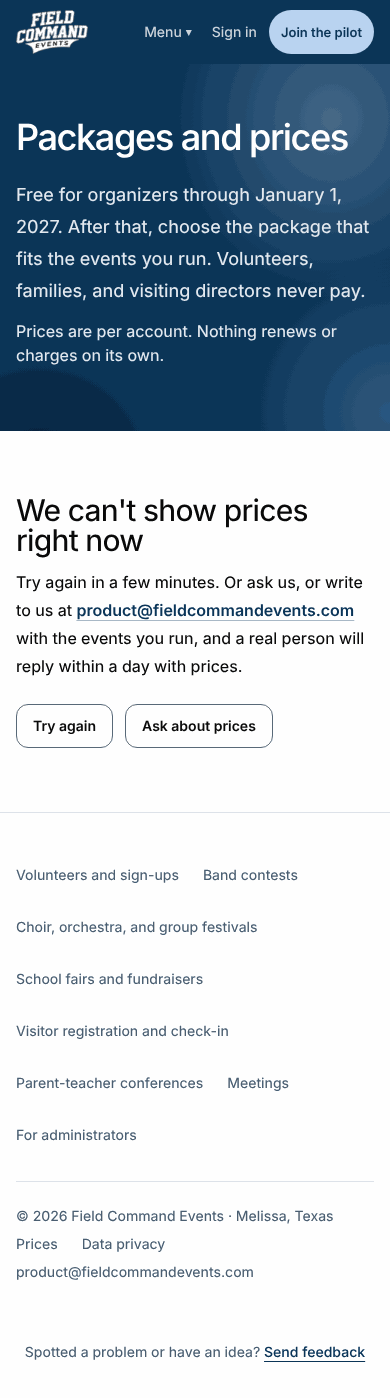 FIELD
COMMAND
EVENTS
Menu ▾ Sign in Join the pilot
Packages and prices
Free for organizers through January 1,
2027. After that, choose the package that
fits the events you run. Volunteers,
families, and visiting directors never pay.
Prices are per account. Nothing renews or
charges on its own.
We can't show prices
right now
Try again in a few minutes. Or ask us, or write
to us at product@fieldcommandevents.com
with the events you run, and a real person will
reply within a day with prices.
Try again Ask about prices
Volunteers and sign-ups Band contests
Choir, orchestra, and group festivals
School fairs and fundraisers
Visitor registration and check-in
Parent-teacher conferences Meetings
For administrators
© 2026 Field Command Events · Melissa, Texas
Prices Data privacy
product@fieldcommandevents.com
Spotted a problem or have an idea? Send feedback